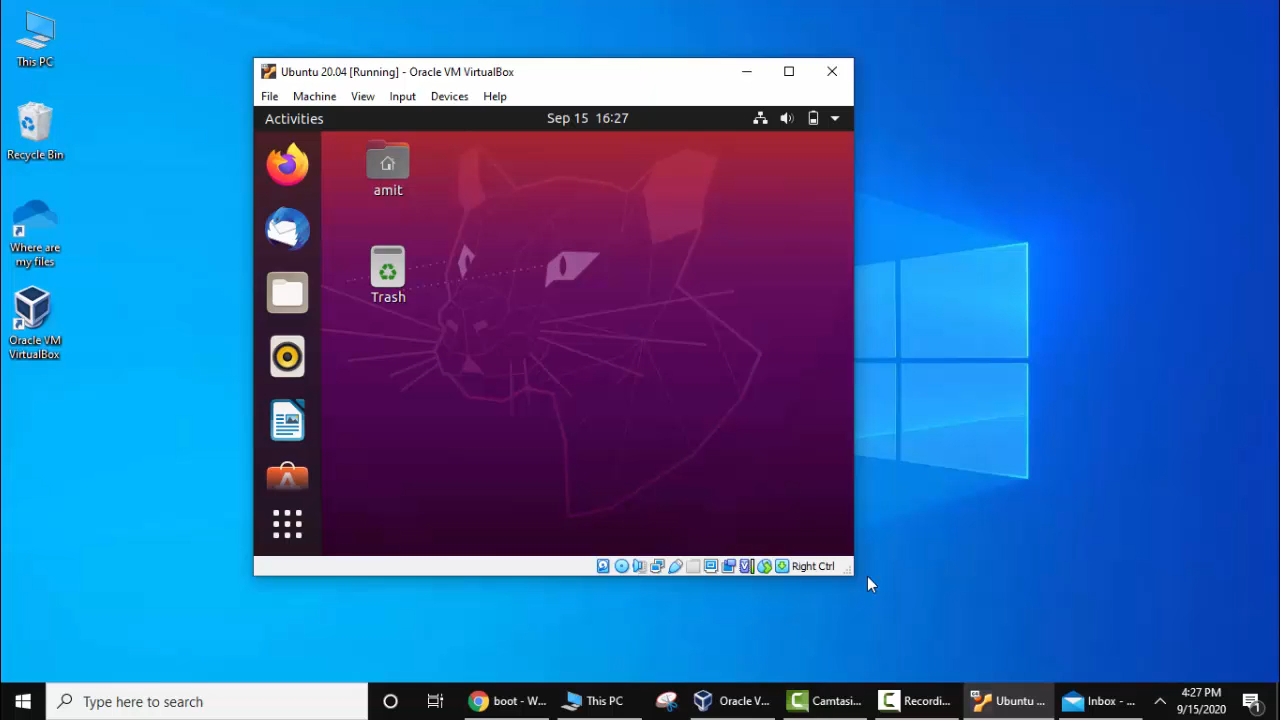 This PC
Recycle Bin
Where are
my files
Oracle VM
VirtualBox
Ubuntu 20.04 [Running] - Oracle VM VirtualBox
File Machine View Input Devices Help
Activities Sep 15 16:27
amit
Trash
Right Ctrl
Type here to search boot - W... This PC Oracle V... Camtasi... Recordi... Ubuntu ... Inbox - ... 4:27 PM
9/15/2020 1